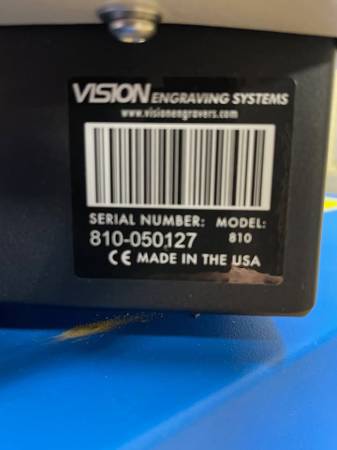 VISION ENGRAVING SYSTEMS
www.visionengravers.com
SERIAL NUMBER: MODEL:
810-050127 810
CE MADE IN THE USA